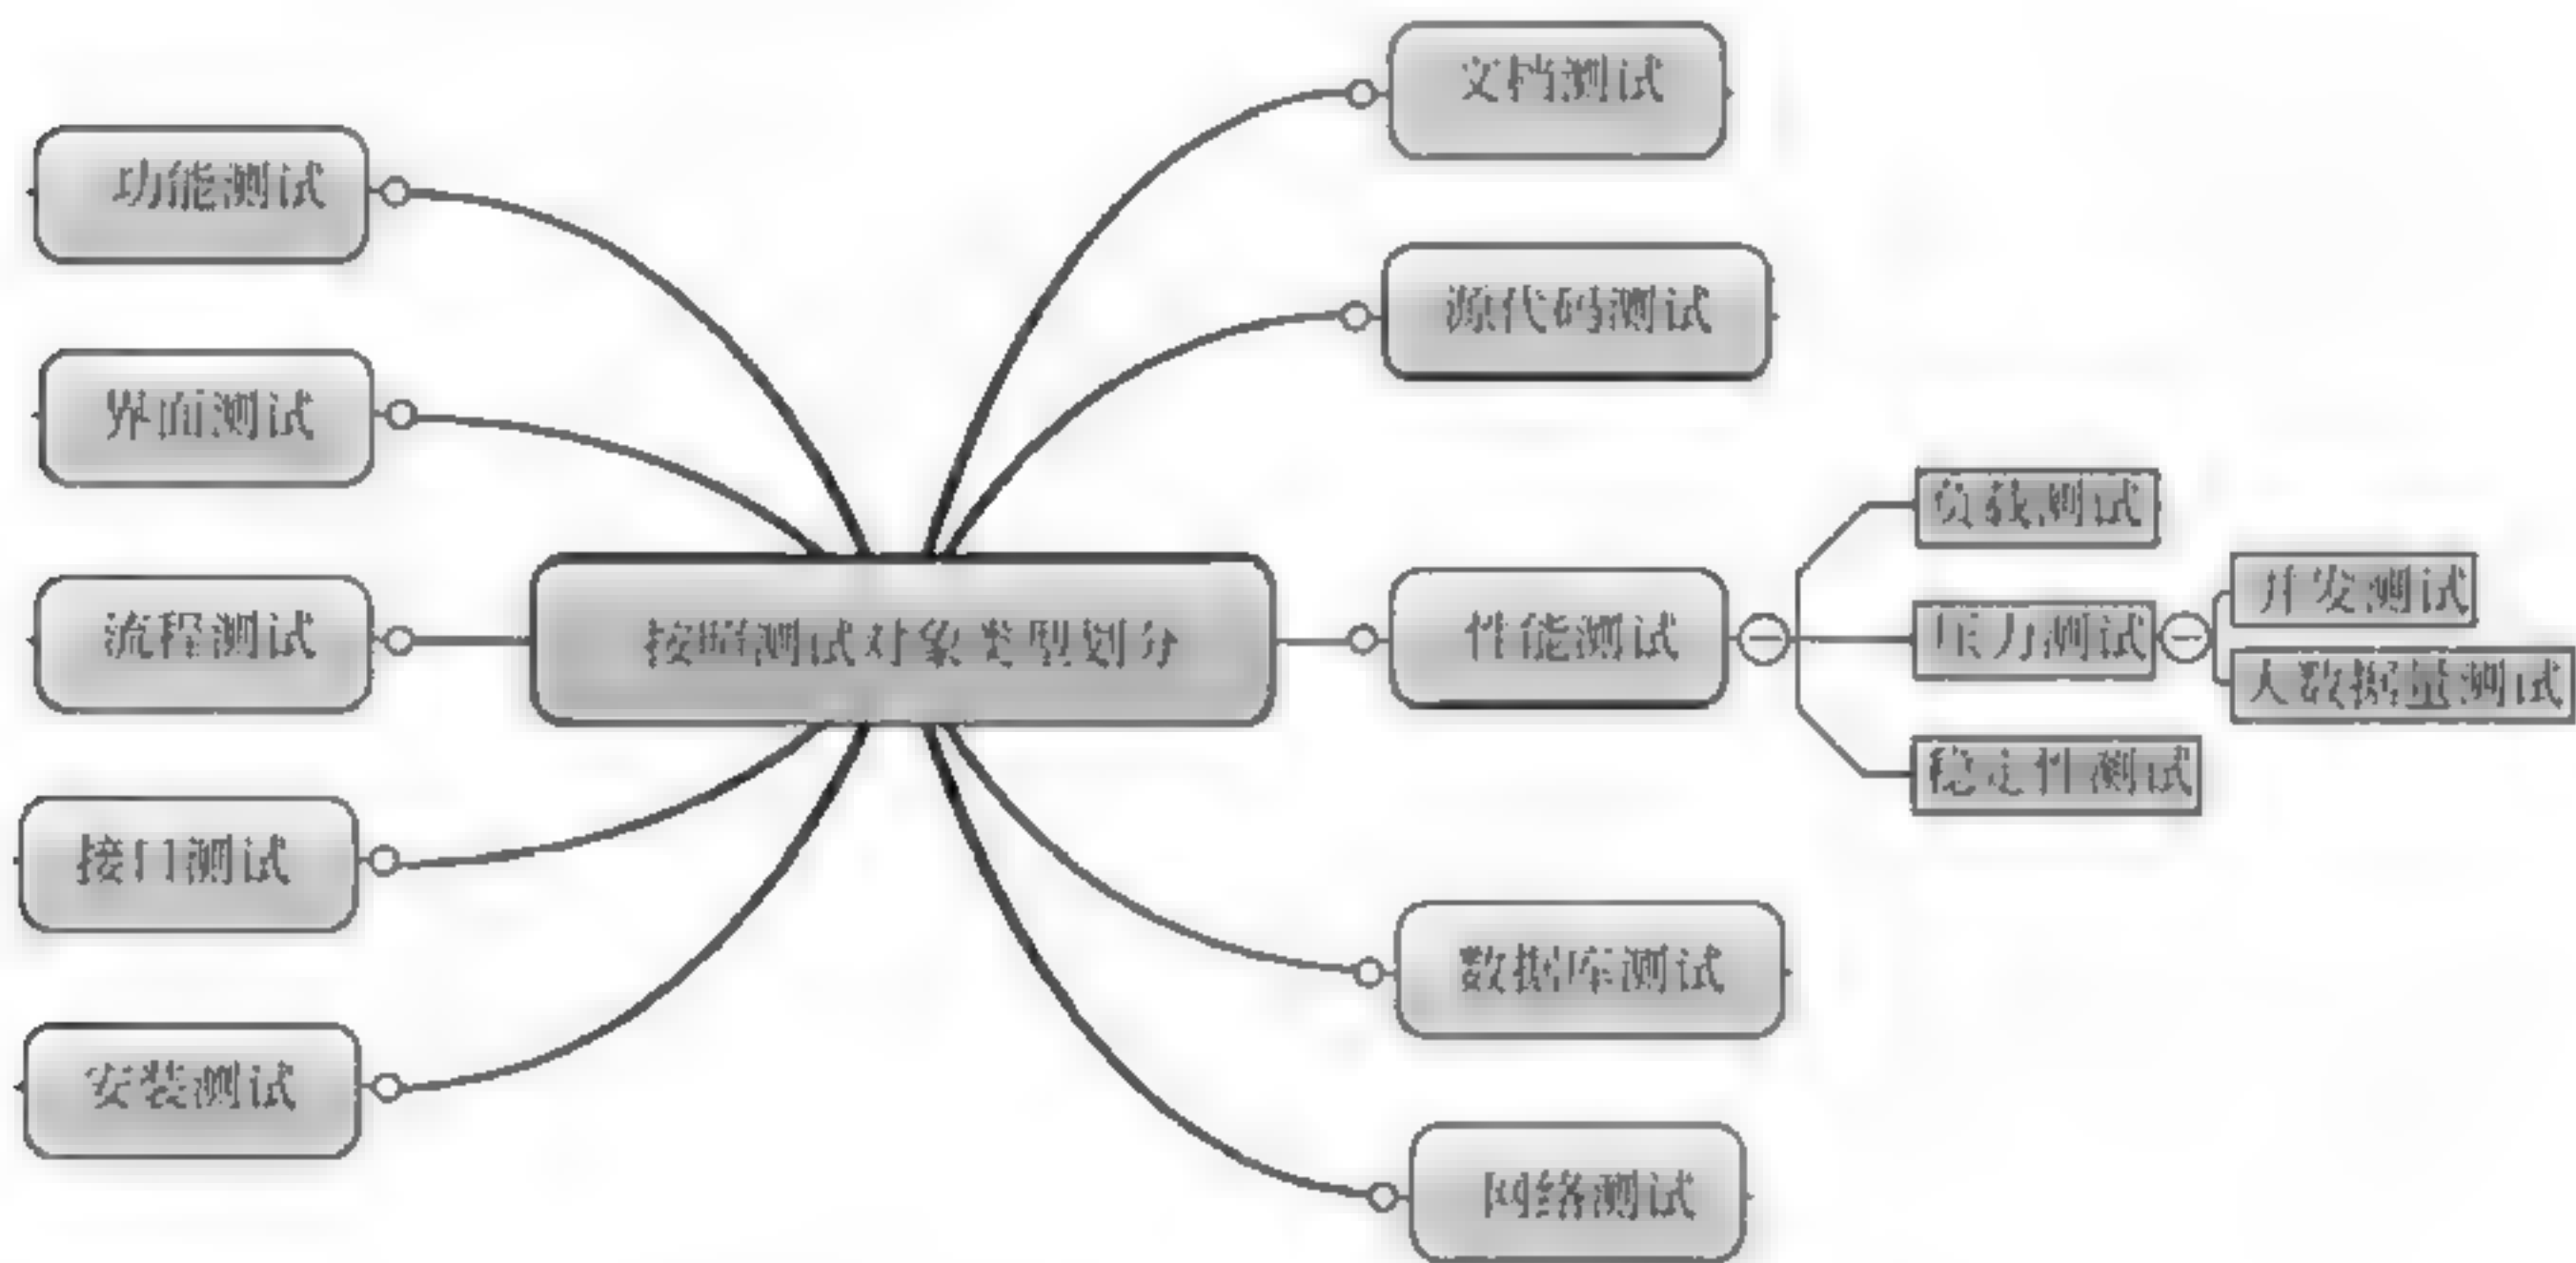 功能测试
界面测试
流程测试
接口测试
安装测试
按照测试对象类型划分
文档测试
源代码测试
性能测试
负载测试
压力测试
开发测试
大数据量测试
稳定性测试
数据库测试
网络测试